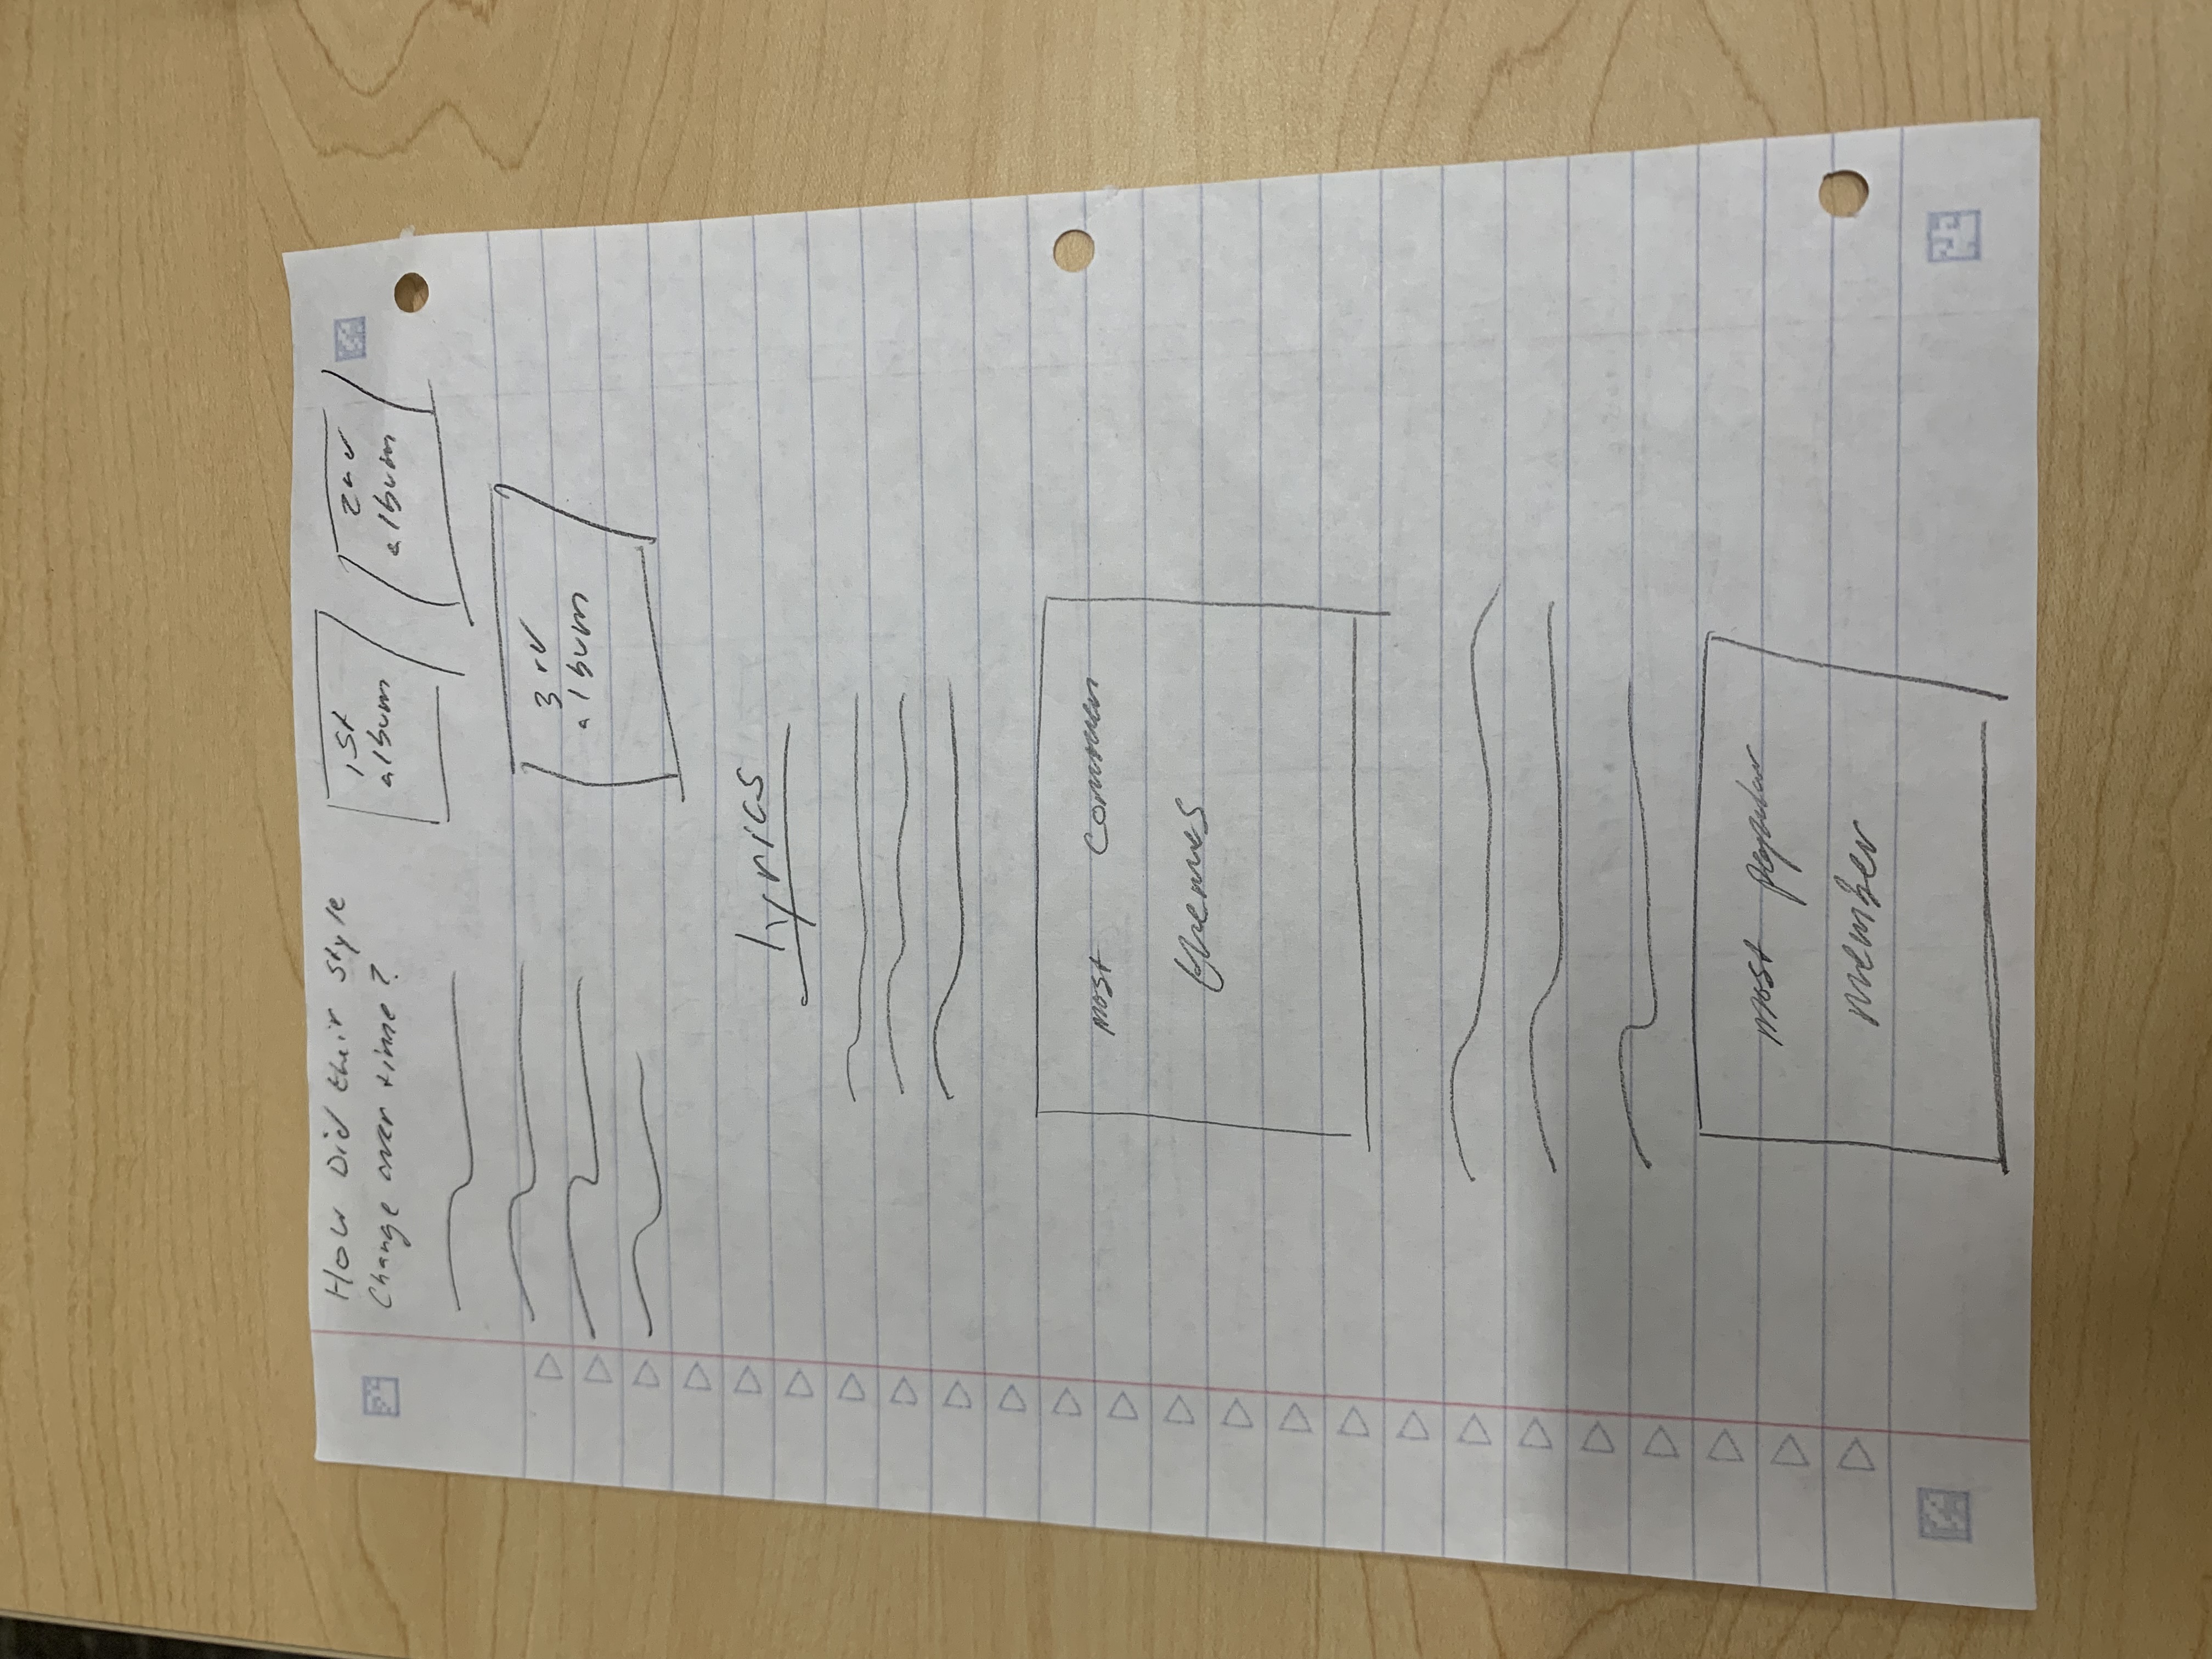 How Did their style
Change over time?
1st
album
2nd
album
3rd
album
lyrics
most common
themes
most popular
member